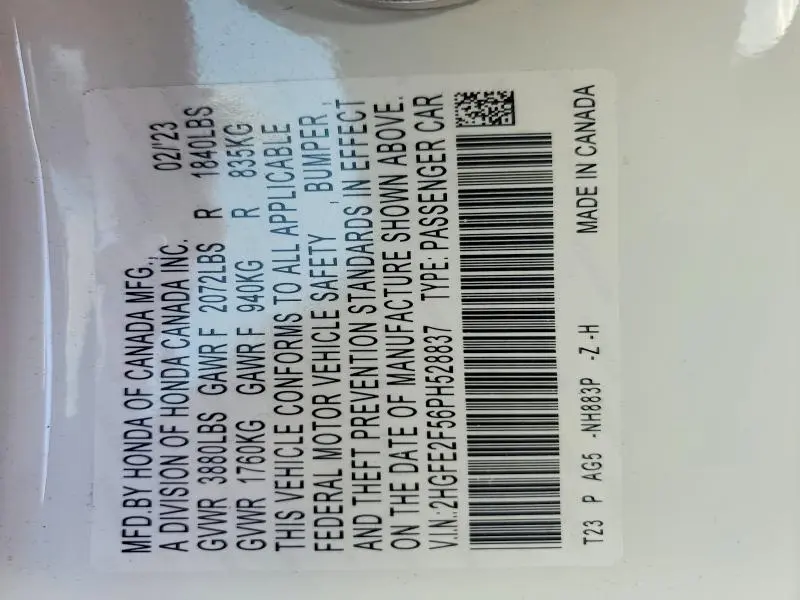 MFD.BY HONDA OF CANADA MFG., 02/'23
A DIVISION OF HONDA CANADA INC.
GVWR 3880LBS GAWR F 2072LBS R 1840LBS
GVWR 1760KG GAWR F 940KG R 835KG
THIS VEHICLE CONFORMS TO ALL APPLICABLE
FEDERAL MOTOR VEHICLE SAFETY , BUMPER ,
AND THEFT PREVENTION STANDARDS IN EFFECT
ON THE DATE OF MANUFACTURE SHOWN ABOVE.
V.I.N.:2HGFE2F56PH528837 TYPE: PASSENGER CAR
T23 P AG5 -NH883P -Z -H MADE IN CANADA